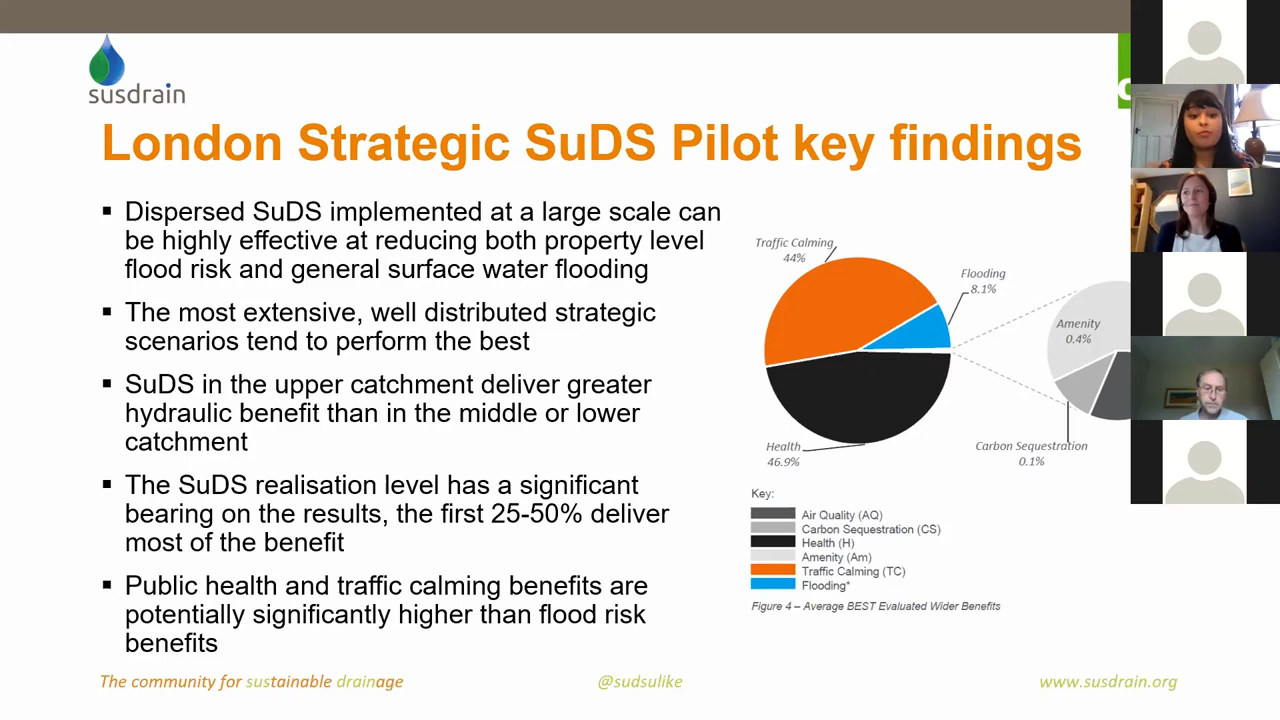 susdrain
London Strategic SuDS Pilot key findings
▪ Dispersed SuDS implemented at a large scale can
be highly effective at reducing both property level
flood risk and general surface water flooding
▪ The most extensive, well distributed strategic
scenarios tend to perform the best
▪ SuDS in the upper catchment deliver greater
hydraulic benefit than in the middle or lower
catchment
▪ The SuDS realisation level has a significant
bearing on the results, the first 25-50% deliver
most of the benefit
▪ Public health and traffic calming benefits are
potentially significantly higher than flood risk
benefits
Traffic Calming
44%
Flooding
8.1%
Amenity
0.4%
Health
46.9%
Carbon Sequestration
0.1%
Key:
Air Quality (AQ)
Carbon Sequestration (CS)
Health (H)
Amenity (Am)
Traffic Calming (TC)
Flooding*
Figure 4 – Average BEST Evaluated Wider Benefits
The community for sustainable drainage
@sudsulike
www.susdrain.org